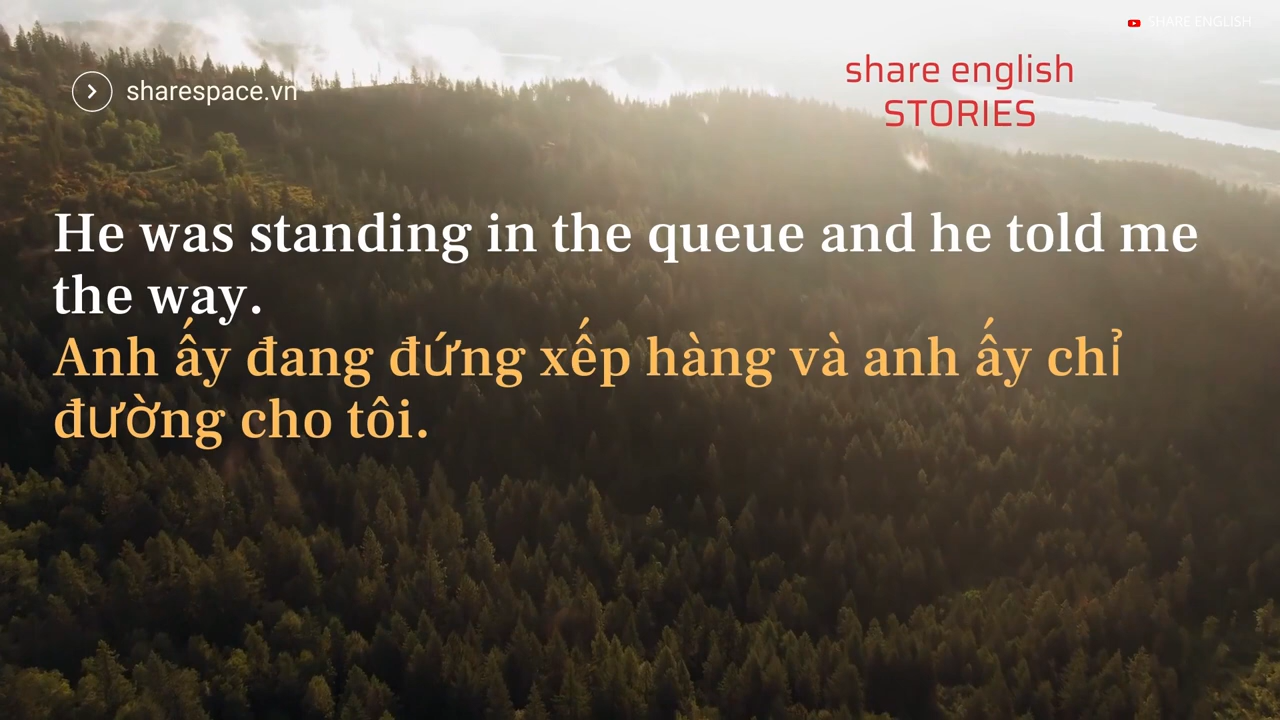 SHARE ENGLISH
share english
STORIES
sharespace.vn
He was standing in the queue and he told me
the way.
Anh ấy đang đứng xếp hàng và anh ấy chỉ
đường cho tôi.